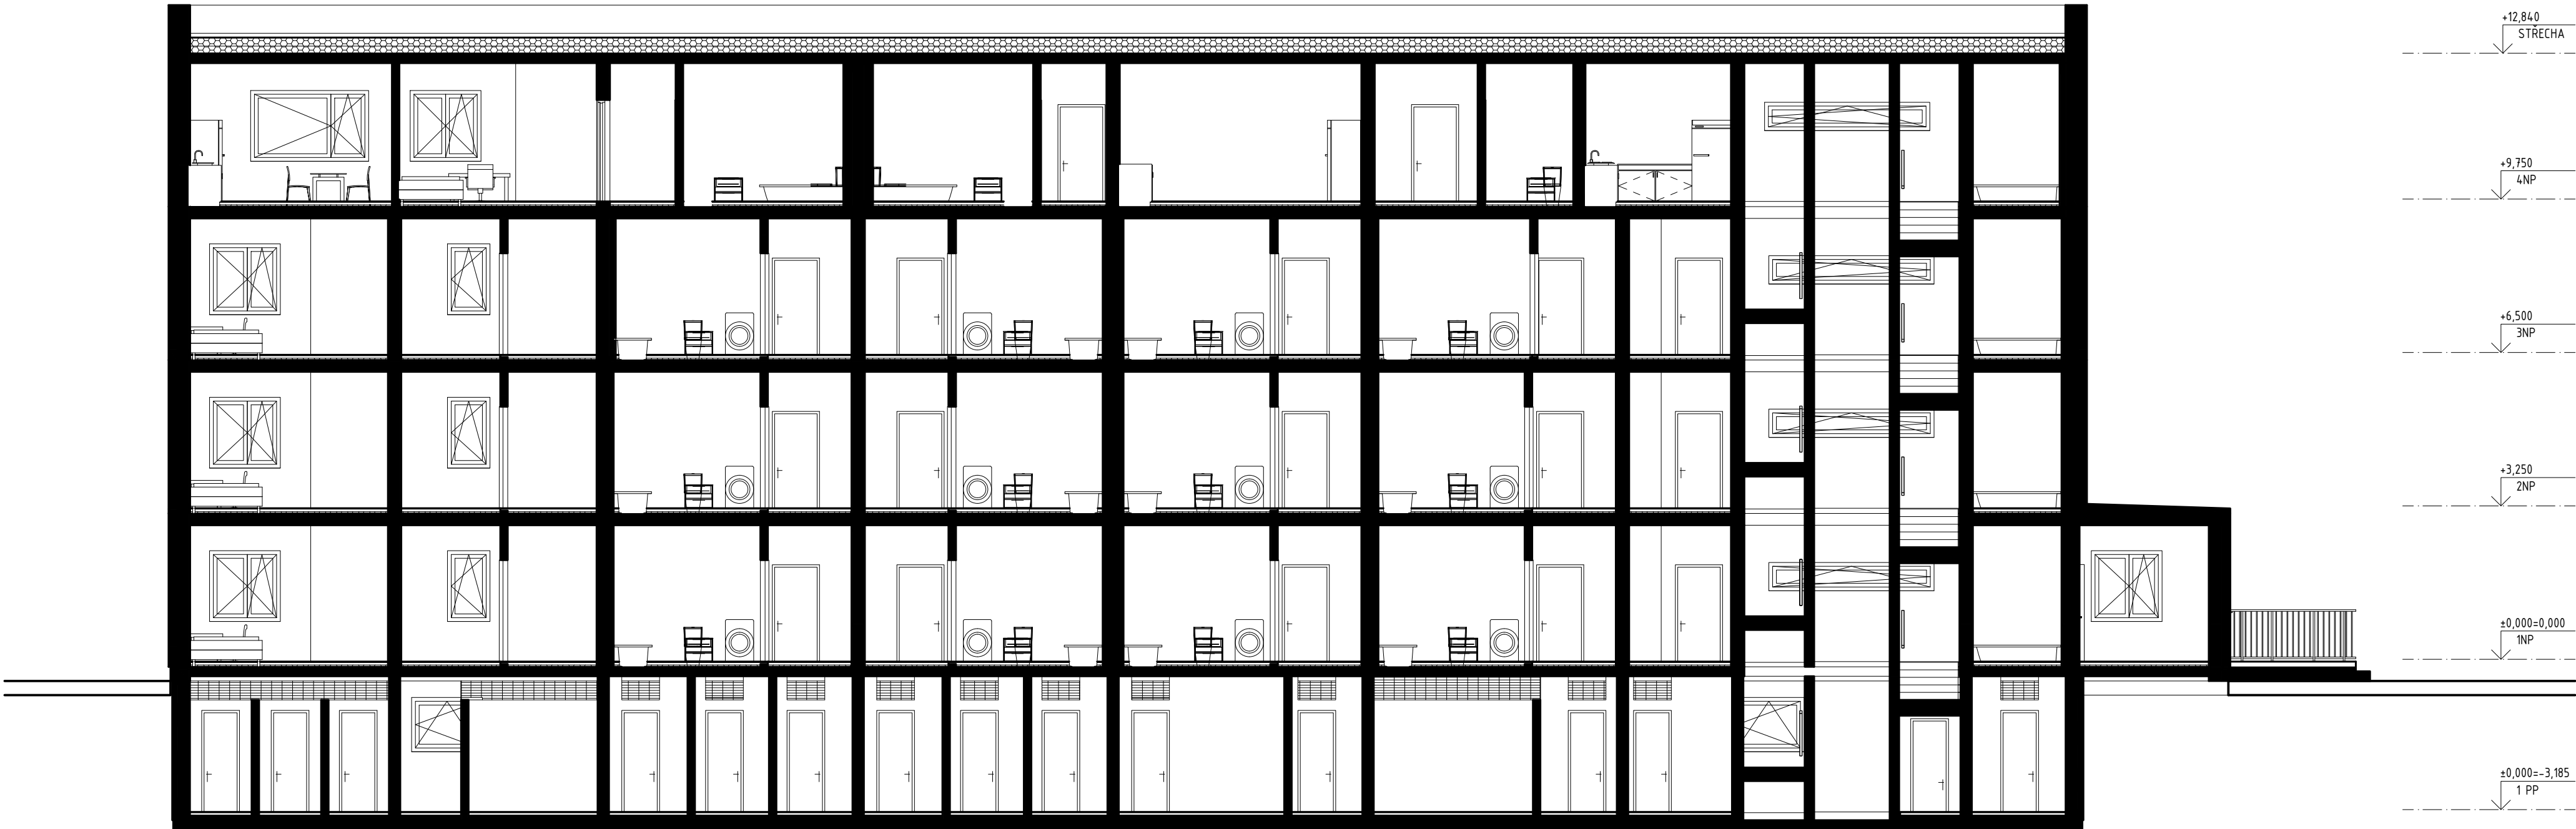 +12,840
STŘECHA
+9,750
4NP
+6,500
3NP
+3,250
2NP
±0,000=0,000
1NP
±0,000=-3,185
1 PP